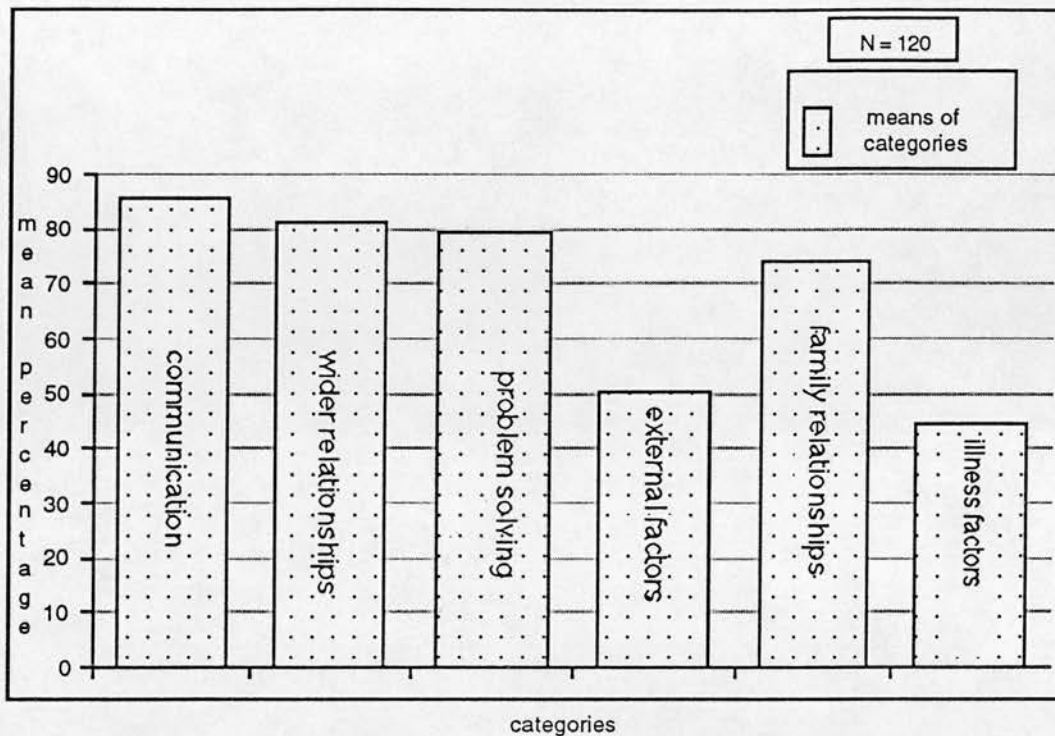 N = 120
means of
categories
90
80
70
60
50
40
30
20
10
0
mean percentage
communication
wider relationships
problem solving
external factors
family relationships
illness factors
categories